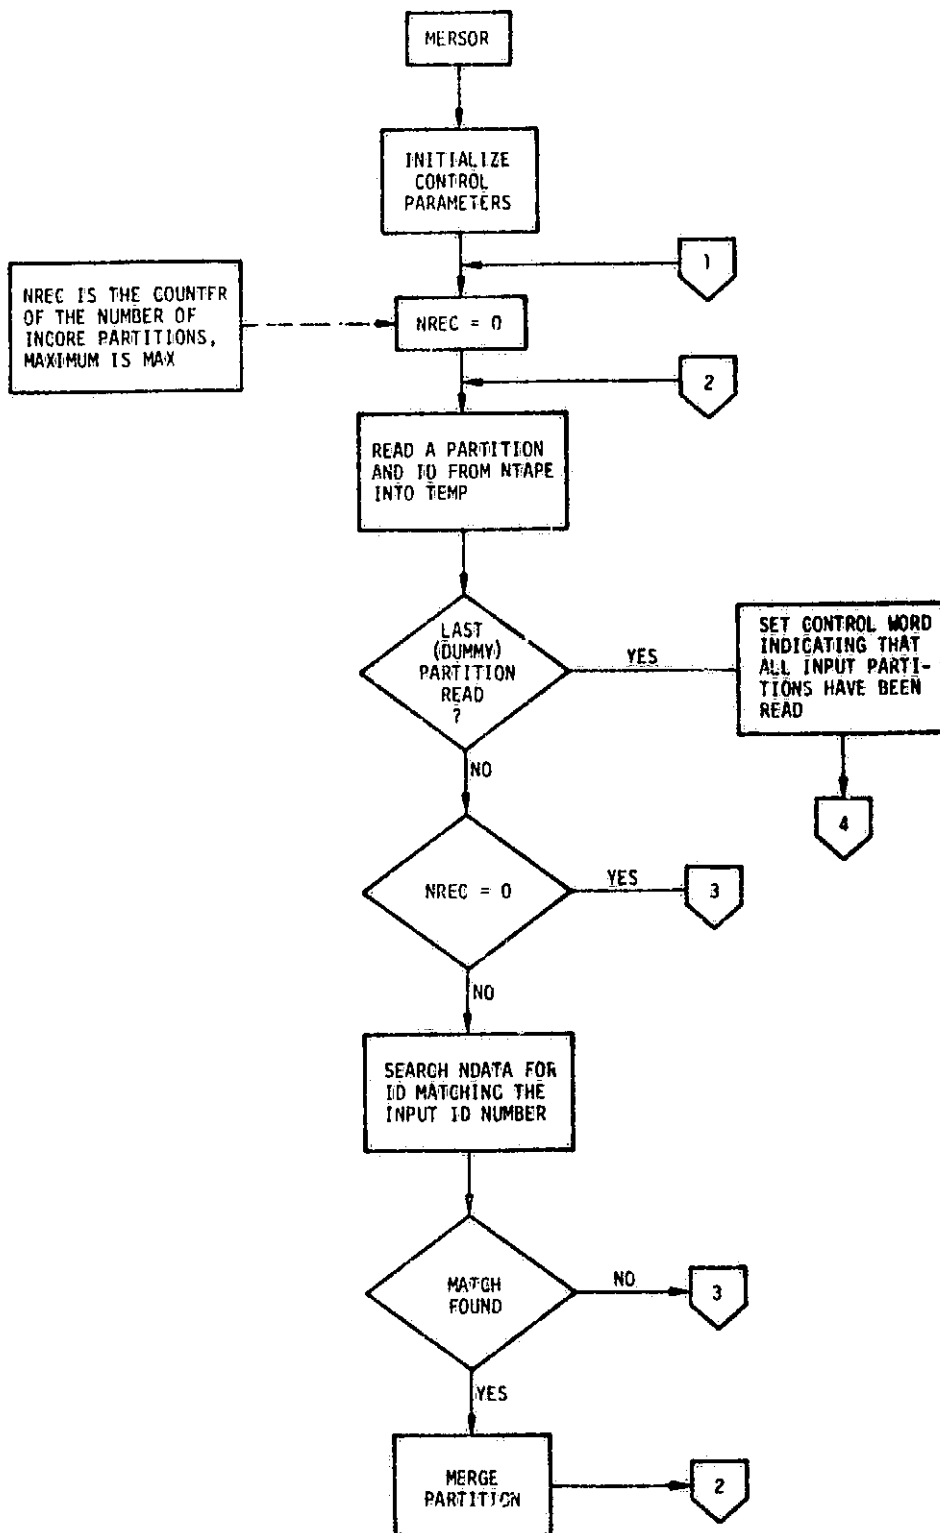 MERSOR
INITIALIZE
CONTROL
PARAMETERS
1
NREC IS THE COUNTER
OF THE NUMBER OF
INCORE PARTITIONS,
MAXIMUM IS MAX
NREC = 0
2
READ A PARTITION
AND ID FROM NTAPE
INTO TEMP
LAST
(DUMMY)
PARTITION
READ
?
YES
SET CONTROL WORD
INDICATING THAT
ALL INPUT PARTI-
TIONS HAVE BEEN
READ
NO
4
NREC = 0
YES
3
NO
SEARCH NDATA FOR
ID MATCHING THE
INPUT ID NUMBER
MATCH
FOUND
NO
3
YES
MERGE
PARTITION
2